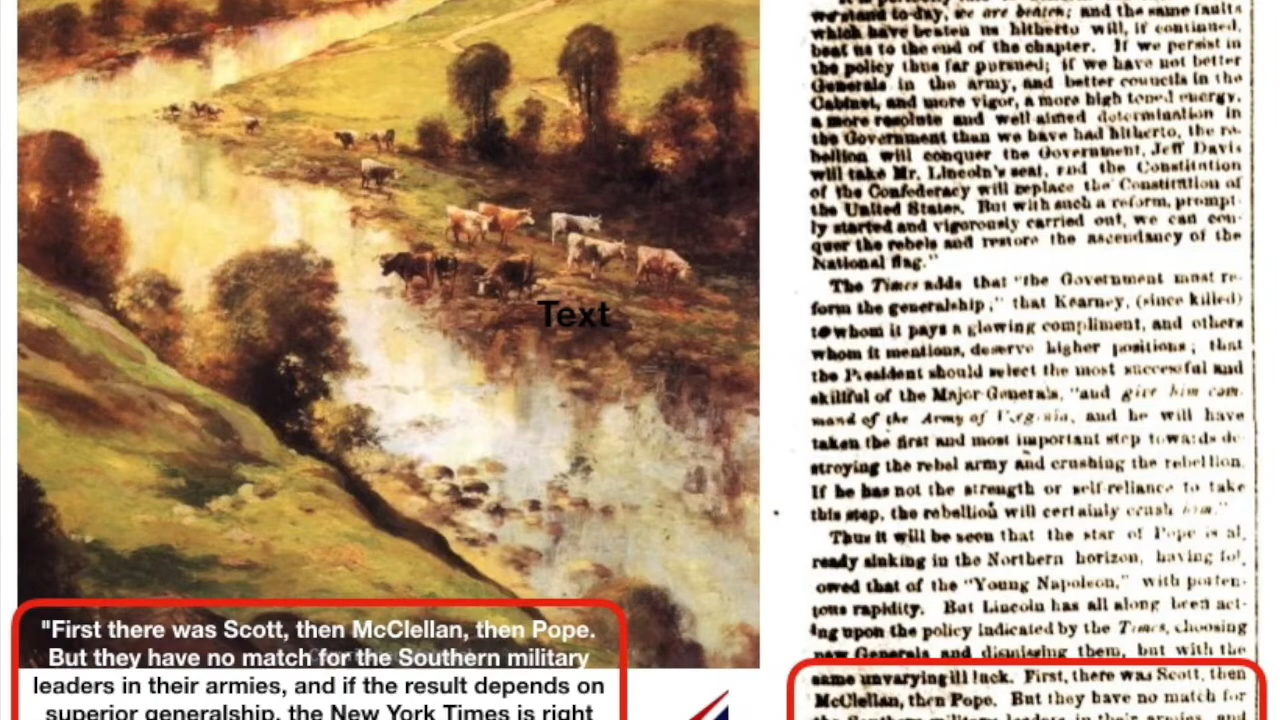 Text
"First there was Scott, then McClellan, then Pope.
But they have no match for the Southern military
leaders in their armies, and if the result depends on
superior generalship, the New York Times is right
we stand to-day, we are beaten; and the same faults
which have beaten us hitherto will, if continued,
beat us to the end of the chapter. If we persist in
the policy thus far pursued; if we have not better
Generals in the army, and better councils in the
Cabinet, and more vigor, a more high toned energy,
a more resolute and well-aimed determination in
the Government than we have had hitherto, the re-
bellion will conquer the Government, Jeff Davis
will take Mr. Lincoln's seat, and the Constitution
of the Confederacy will replace the Constitution of
the United States. But with such a reform, prompt-
ly started and vigorously carried out, we can con-
quer the rebels and restore the ascendancy of the
National flag."
The Times adds that "the Government must re-
form the generalship;" that Kearney, (since killed)
to whom it pays a glowing compliment, and others
whom it mentions, deserve higher positions; that
the President should select the most successful and
skillful of the Major-Generals, "and give him com-
mand of the Army of Virginia, and he will have
taken the first and most important step towards de-
stroying the rebel army and crushing the rebellion.
If he has not the strength or self-reliance to take
this step, the rebellion will certainly crush him."
Thus it will be seen that the star of Pope is al-
ready sinking in the Northern horizon, having fol-
owed that of the "Young Napoleon," with porten-
tous rapidity. But Lincoln has all along been act-
ing upon the policy indicated by the Times, choosing
new Generals and dismissing them, but with the
same unvarying ill luck. First, there was Scott, then
McClellan, then Pope. But they have no match for
the Southern military leaders in their armies, and